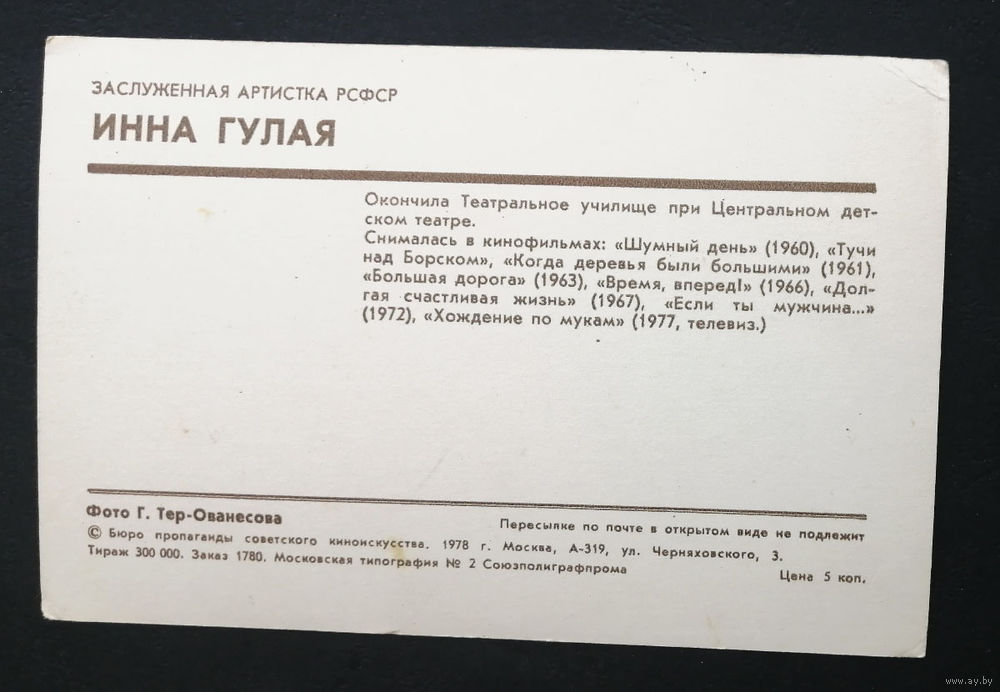 ЗАСЛУЖЕННАЯ АРТИСТКА РСФСР
ИННА ГУЛАЯ
Окончила Театральное училище при Центральном дет-
ском театре.
Снималась в кинофильмах: «Шумный день» (1960), «Тучи
над Борском», «Когда деревья были большими» (1961),
«Большая дорога» (1963), «Время, вперед!» (1966), «Дол-
гая счастливая жизнь» (1967), «Если ты мужчина...»
(1972), «Хождение по мукам» (1977, телевиз.)
Фото Г. Тер-Ованесова
Пересылке по почте в открытом виде не подлежит
© Бюро пропаганды советского киноискусства. 1978 г. Москва, А-319, ул. Черняховского, 3.
Тираж 300 000. Заказ 1780. Московская типография № 2 Союзполиграфпрома
Цена 5 коп.
www.ay.by